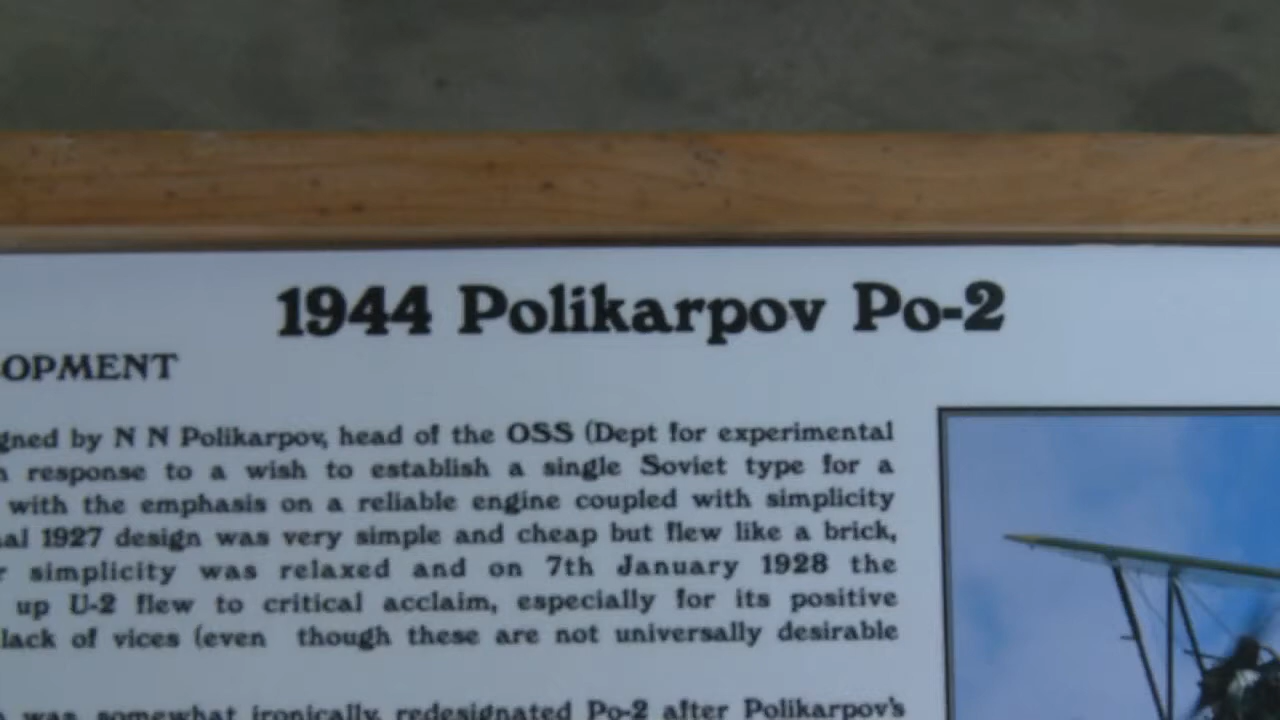 1944 Polikarpov Po-2
OPMENT
gned by N N Polikarpov, head of the OSS (Dept for experimental
response to a wish to establish a single Soviet type for a
with the emphasis on a reliable engine coupled with simplicity
al 1927 design was very simple and cheap but flew like a brick,
simplicity was relaxed and on 7th January 1928 the
up U-2 flew to critical acclaim, especially for its positive
lack of vices (even though these are not universally desirable
was, somewhat ironically, redesignated Po-2 after Polikarpov's